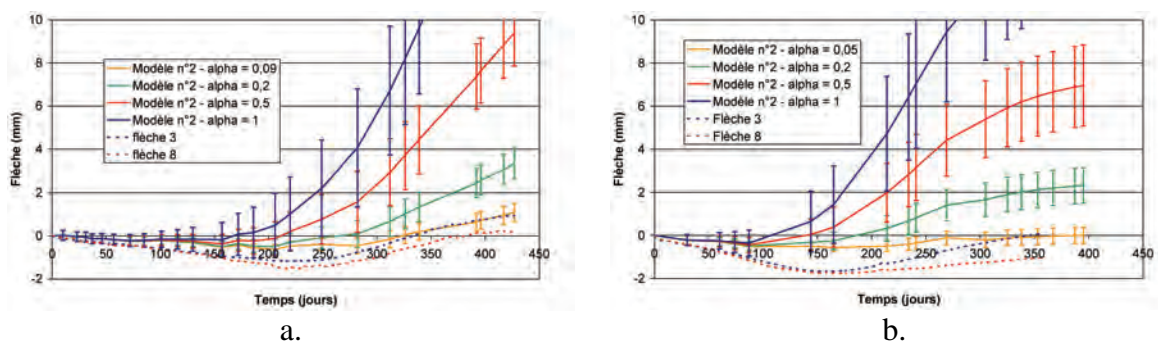 10
8
6
4
2
0
-2
Flèche (mm)
Modèle n°2 - alpha = 0,09
Modèle n°2 - alpha = 0,2
Modèle n°2 - alpha = 0,5
Modèle n°2 - alpha = 1
flèche 3
flèche 8
0 50 100 150 200 250 300 350 400 450
Temps (jours)
a.
10
8
6
4
2
0
-2
Flèche (mm)
Modèle n°2 - alpha = 0,05
Modèle n°2 - alpha = 0,2
Modèle n°2 - alpha = 0,5
Modèle n°2 - alpha = 1
Flèche 3
Flèche 8
0 50 100 150 200 250 300 350 400 450
Temps (jours)
b.